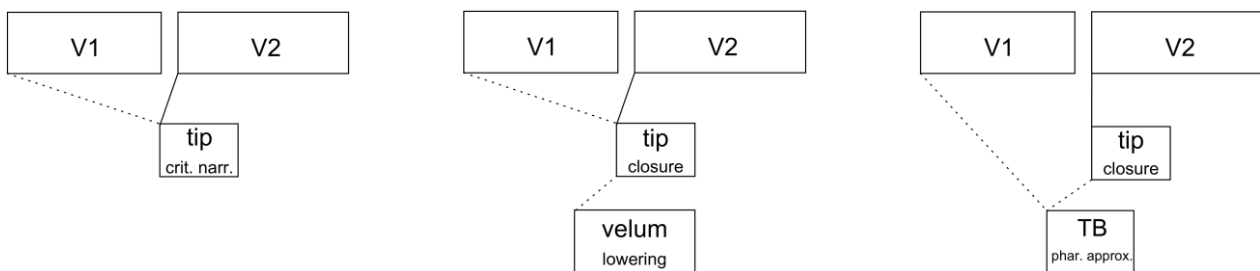 V1 V2
tip
crit. narr.
V1 V2
tip
closure
velum
lowering
V1 V2
tip
closure
TB
phar. approx.